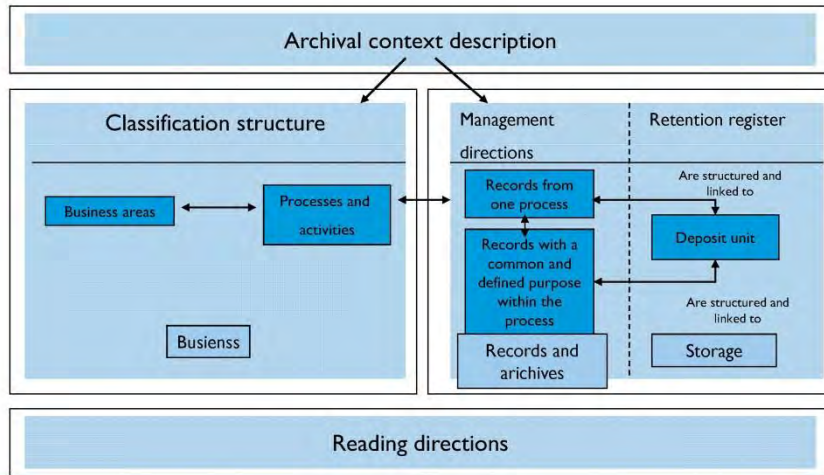 Archival context description
Classification structure
Business areas
Processes and
activities
Busienss
Management
directions
Retention register
Records from
one process
Are structured and
linked to
Records with a
common and
defined purpose
within the
process
Deposit unit
Are structured and
linked to
Records and
arichives
Storage
Reading directions